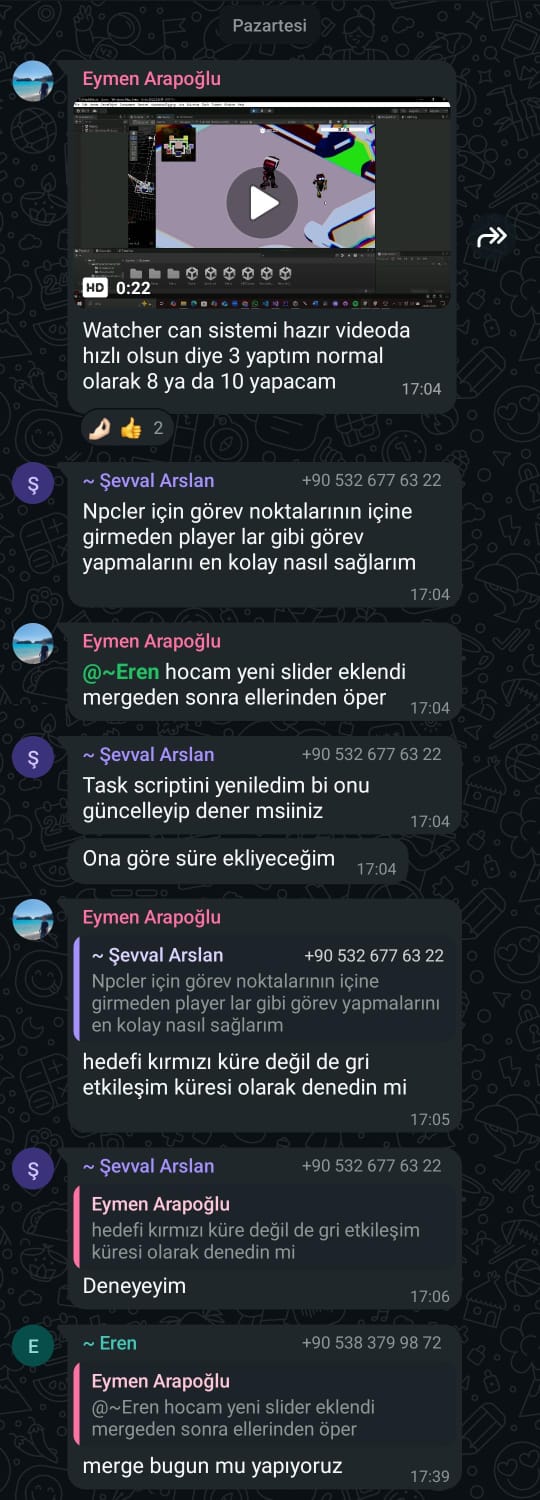 Pazartesi
Eymen Arapoğlu
HD 0:22
Watcher can sistemi hazır videoda
hızlı olsun diye 3 yaptım normal
olarak 8 ya da 10 yapacam
17:04
2
Ş
~ Şevval Arslan +90 532 677 63 22
Npcler için görev noktalarının içine
girmeden player lar gibi görev
yapmalarını en kolay nasıl sağlarım
17:04
Eymen Arapoğlu
@~Eren hocam yeni slider eklendi
mergeden sonra ellerinden öper
17:04
Ş
~ Şevval Arslan +90 532 677 63 22
Task scriptini yeniledim bi onu
güncelleyip dener msiiniz
17:04
Ona göre süre ekliyeceğim
17:04
Eymen Arapoğlu
~ Şevval Arslan +90 532 677 63 22
Npcler için görev noktalarının içine
girmeden player lar gibi görev yapmalarını
en kolay nasıl sağlarım
hedefi kırmızı küre değil de gri
etkileşim küresi olarak denedin mi
17:05
Ş
~ Şevval Arslan +90 532 677 63 22
Eymen Arapoğlu
hedefi kırmızı küre değil de gri etkileşim
küresi olarak denedin mi
Deneyeyim
17:06
E
~ Eren +90 538 379 98 72
Eymen Arapoğlu
@~Eren hocam yeni slider eklendi
mergeden sonra ellerinden öper
merge bugun mu yapıyoruz
17:39